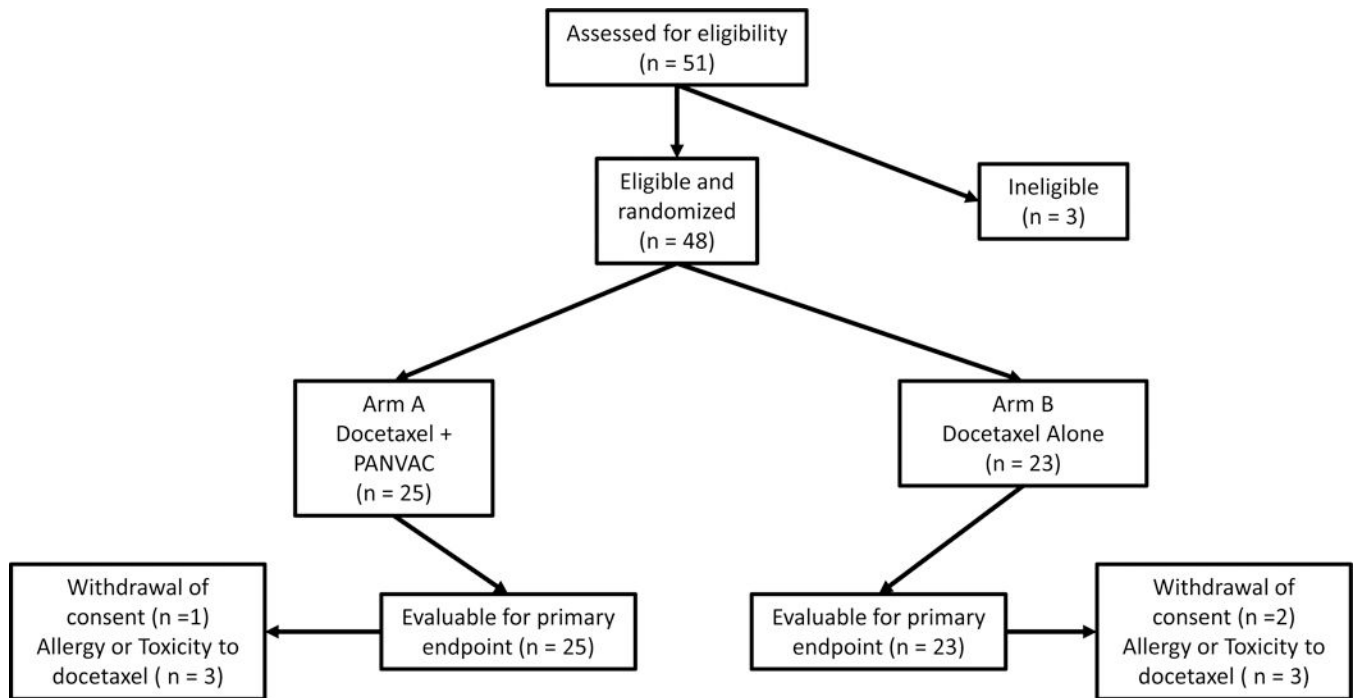 Assessed for eligibility
(n = 51)
Eligible and
randomized
(n = 48)
Ineligible
(n = 3)
Arm A
Docetaxel +
PANVAC
(n = 25)
Arm B
Docetaxel Alone
(n = 23)
Withdrawal of
consent (n =1)
Allergy or Toxicity to
docetaxel ( n = 3)
Evaluable for primary
endpoint (n = 25)
Evaluable for primary
endpoint (n = 23)
Withdrawal of
consent (n =2)
Allergy or Toxicity to
docetaxel ( n = 3)